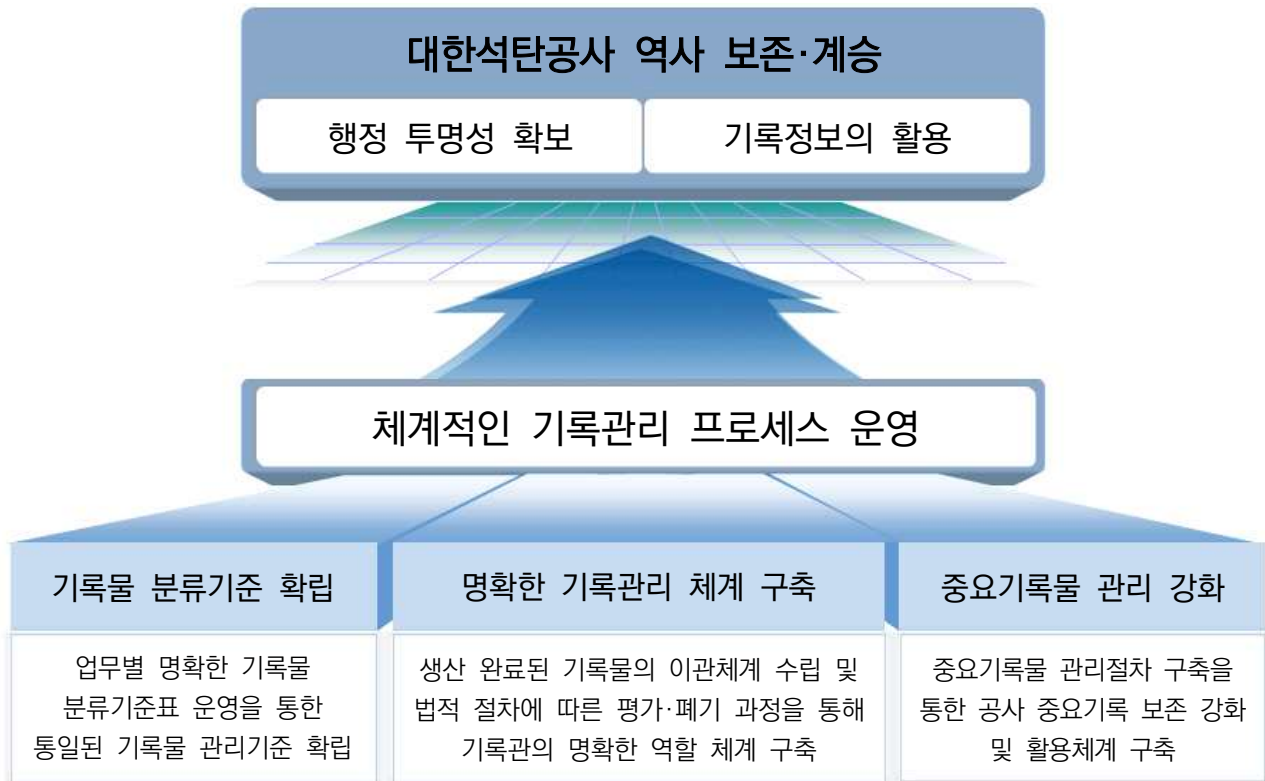 대한석탄공사 역사 보존·계승
행정 투명성 확보
기록정보의 활용
체계적인 기록관리 프로세스 운영
기록물 분류기준 확립
업무별 명확한 기록물
분류기준표 운영을 통한
통일된 기록물 관리기준 확립
명확한 기록관리 체계 구축
생산 완료된 기록물의 이관체계 수립 및
법적 절차에 따른 평가·폐기 과정을 통해
기록관의 명확한 역할 체계 구축
중요기록물 관리 강화
중요기록물 관리절차 구축을
통한 공사 중요기록 보존 강화
및 활용체계 구축